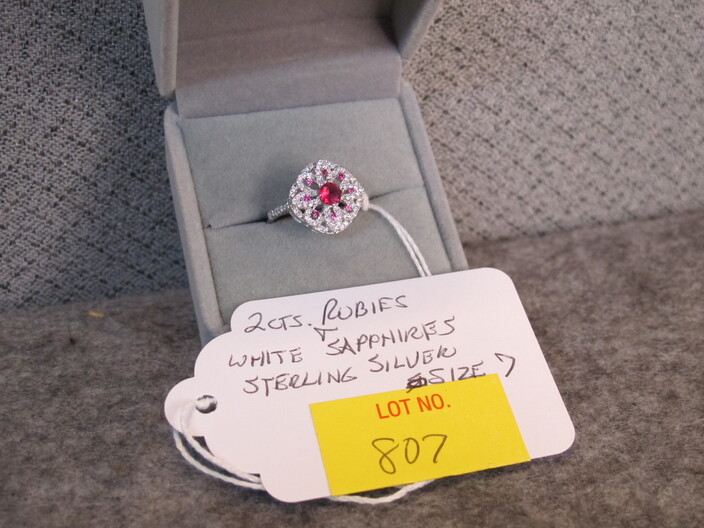 2CTS. RUBIES
+
WHITE SAPPHIRES
STERLING SILVER
SIZE 7
LOT NO.
807